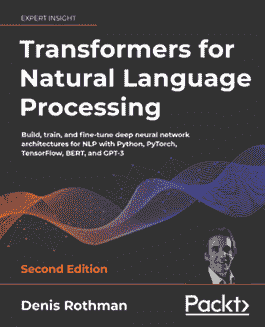 EXPERT INSIGHT
Transformers for
Natural Language
Processing
Build, train, and fine-tune deep neural network
architectures for NLP with Python, PyTorch,
TensorFlow, BERT, and GPT-3
Second Edition
Denis Rothman
Packt>